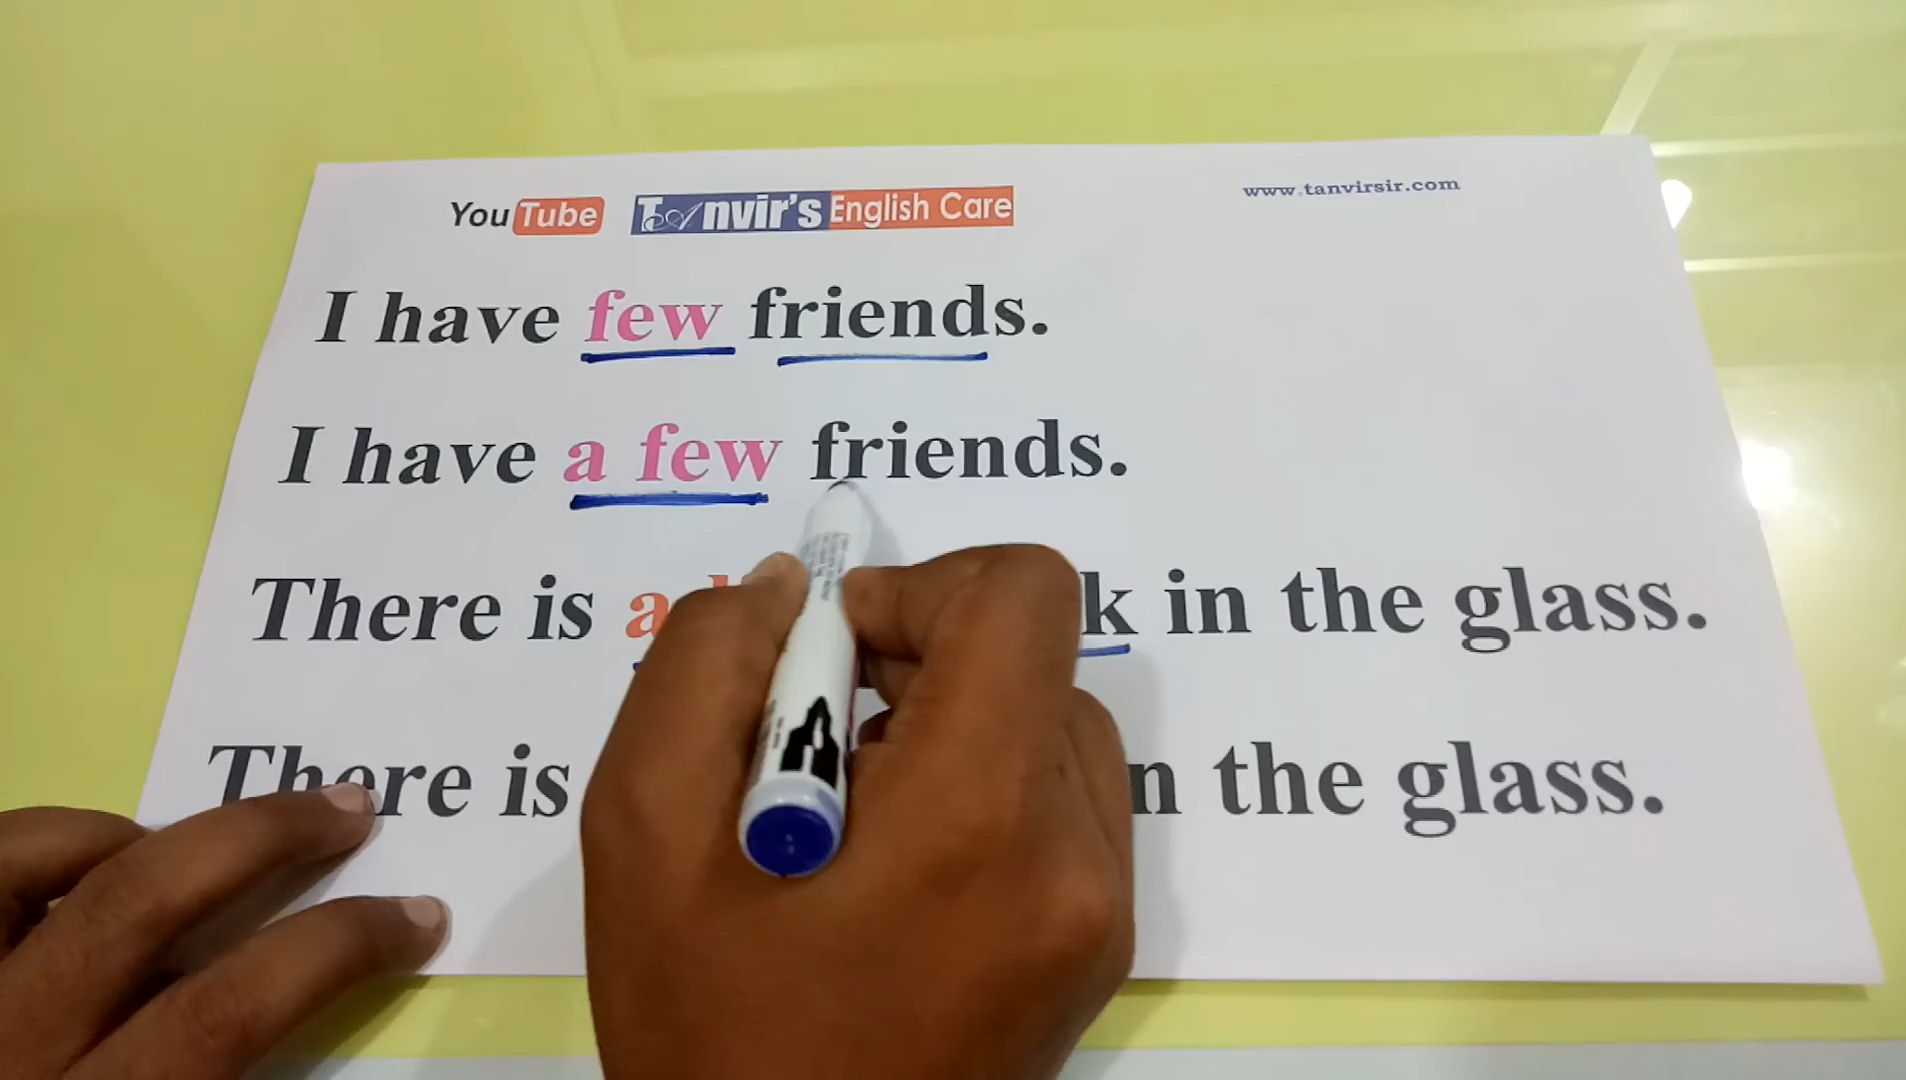 YouTube Tanvir's English Care www.tanvirsir.com
I have few friends.
I have a few friends.
There is a in the glass.
There is the glass.